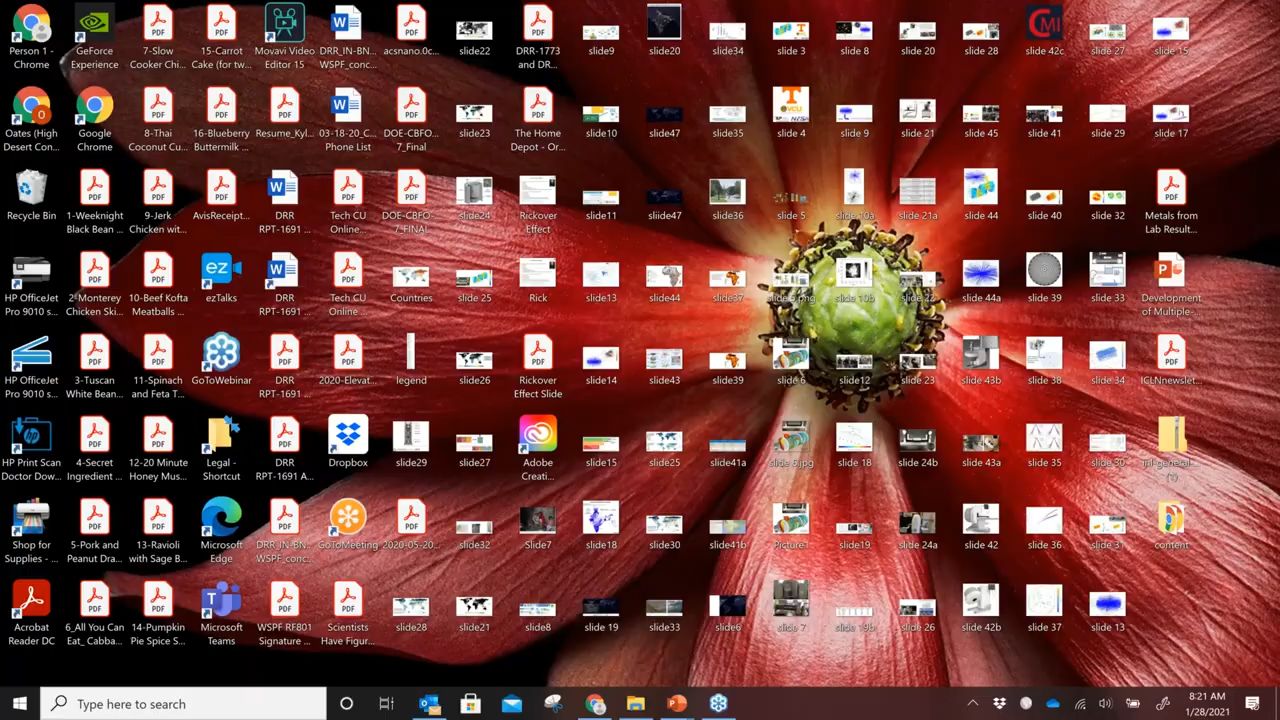 Person 1 -
Chrome
GeForce
Experience
7-Slow
Cooker Chi...
15-Carrot
Cake (for tw...
Movavi Video
Editor 15
DRR_IN-BN...
WSPF_conc...
acsnano.0c...
slide22
DRR-1773
and DR...
slide9
slide20
slide34
slide 3
slide 8
slide 20
slide 28
slide 42c
slide 27
slide 15
Oates (High
Desert Con...
Google
Chrome
8-Thai
Coconut Cu...
16-Blueberry
Buttermilk ...
Resume_Kyl...
03-18-20_C...
Phone List
DOE-CBFO-...
7_Final
slide23
The Home
Depot - Or...
slide10
slide47
slide35
slide 4
slide 9
slide 21
slide 45
slide 41
slide 29
slide 17
Recycle Bin
1-Weeknight
Black Bean ...
9-Jerk
Chicken wit...
AvisReceipt...
DRR
RPT-1691 ...
Tech CU
Online ...
DOE-CBFO-...
7_FINAL
slide24
Rickover
Effect
slide11
slide47
slide36
slide 5
slide 10a
slide 21a
slide 44
slide 40
slide 32
Metals from
Lab Result...
HP OfficeJet
Pro 9010 s...
2-Monterey
Chicken Ski...
10-Beef Kofta
Meatballs ...
ezTalks
DRR
RPT-1691 ...
Tech CU
Online ...
Countries
slide 25
Rick
slide13
slide44
slide37
slide 10b
slide 44a
slide 39
slide 33
Development
of Multiple-...
HP OfficeJet
Pro 9010 s...
3-Tuscan
White Bean...
11-Spinach
and Feta T...
GoToWebinar
DRR
RPT-1691 ...
2020-Elevat...
legend
slide26
Rickover
Effect Slide
slide14
slide43
slide39
slide 6
slide12
slide 23
slide 43b
slide 38
slide 34
ICLNnewslet...
HP Print Scan
Doctor Dow...
4-Secret
Ingredient ...
12-20 Minute
Honey Mus...
Legal -
Shortcut
DRR
RPT-1691 A...
Dropbox
slide29
slide27
Adobe
Creati...
slide15
slide25
slide41a
slide 6.jpg
slide 18
slide 24b
slide 43a
slide 35
slide 30
Shop for
Supplies - ...
5-Pork and
Peanut Dra...
13-Ravioli
with Sage B...
Microsoft
Edge
DRR_IN-BN...
WSPF_conc...
GoToMeeting
2020-05-20...
slide32
Slide7
slide18
slide30
slide41b
Picture1
slide19
slide 24a
slide 42
slide 36
slide 31
content
Acrobat
Reader DC
6_All You Can
Eat_ Cabba...
14-Pumpkin
Pie Spice S...
Microsoft
Teams
WSPF RF801
Signature ...
Scientists
Have Figur...
slide28
slide21
slide8
slide 19
slide33
slide6
slide 7
slide 19b
slide 26
slide 42b
slide 37
slide 13
Type here to search
8:21 AM
1/28/2021